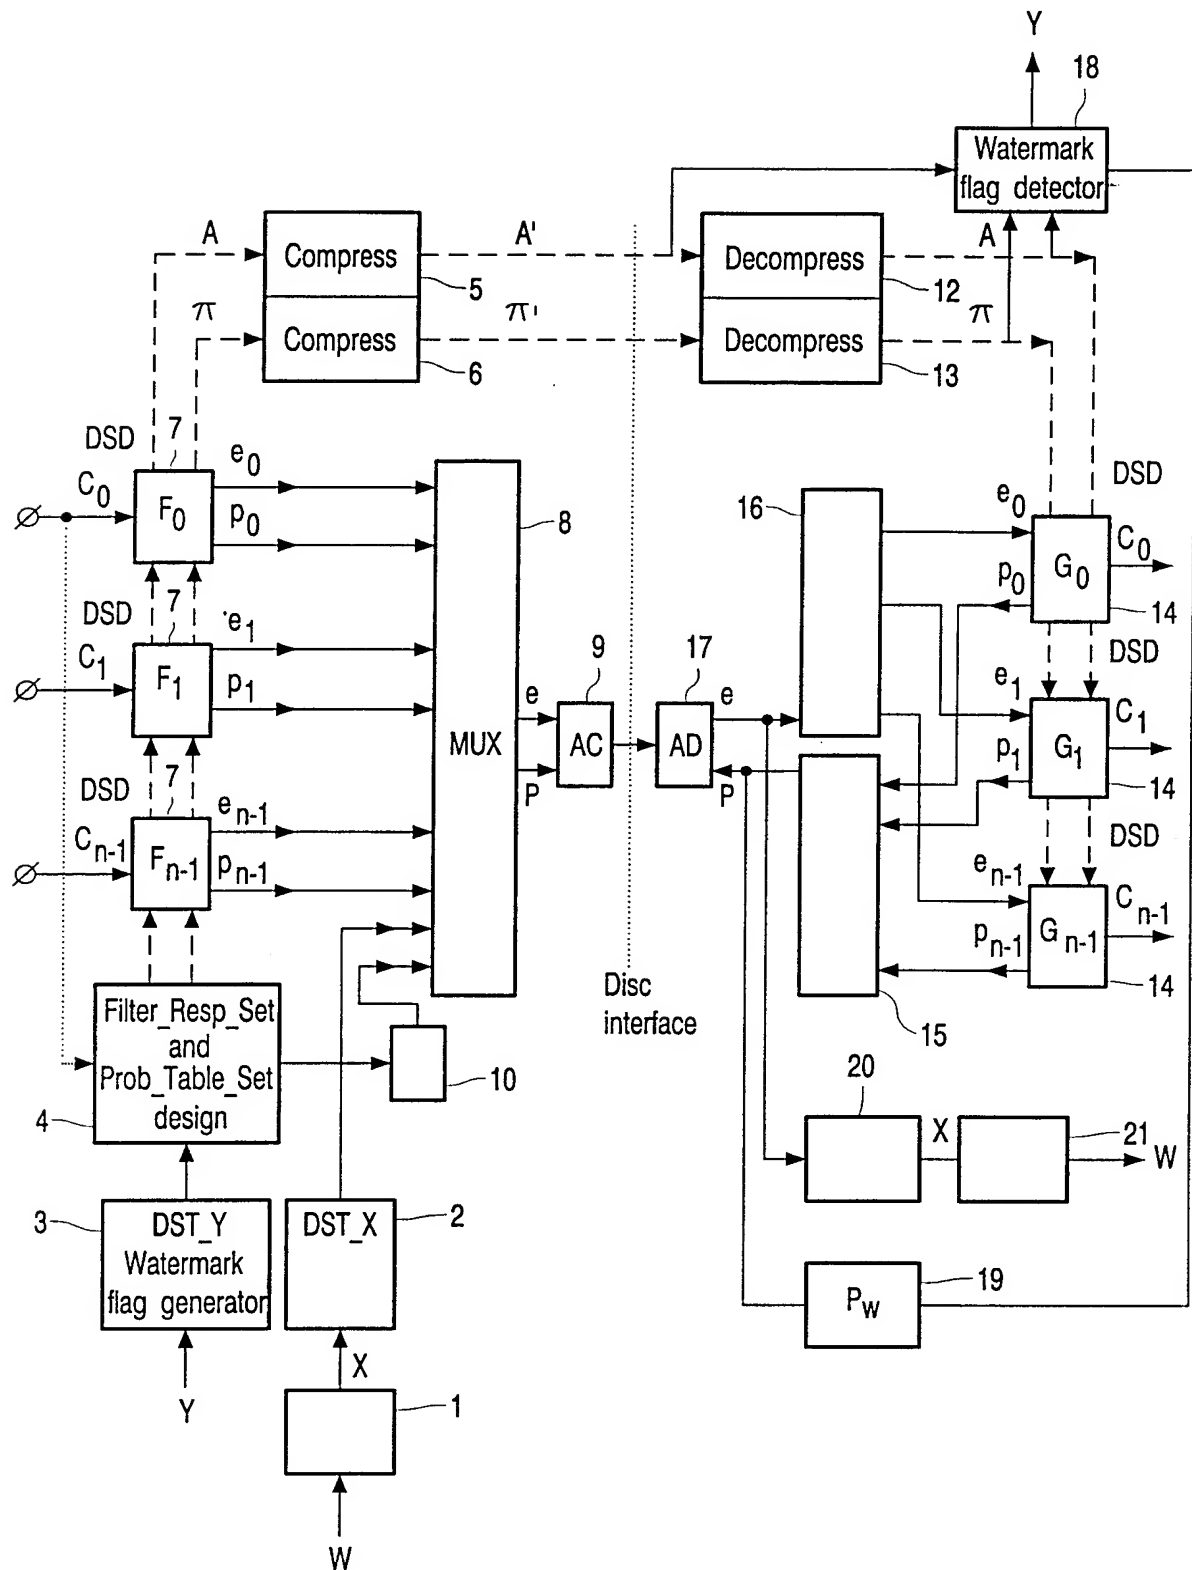 Y
18
Watermark
flag detector
A
Compress
5
A'
Decompress
12
A
π
Compress
6
π'
Decompress
13
π
DSD
7
C0
F0
e0
p0
8
16
e0
DSD
p0
G0
C0
14
DSD
7
C1
F1
e1
p1
9
17
e1
DSD
p1
G1
C1
14
MUX
e
AC
AD
e
P
P
DSD
7
Cn-1
Fn-1
en-1
pn-1
en-1
DSD
pn-1
Gn-1
Cn-1
14
Disc
interface
15
Filter_Resp_Set
and
Prob_Table_Set
design
4
10
20
X
21
W
3
DST_Y
Watermark
flag generator
DST_X
2
PW
19
Y
X
1
W